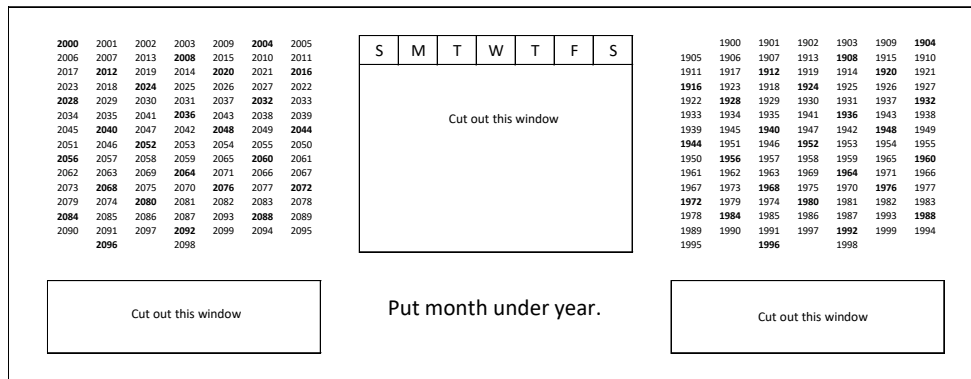 2000 2001 2002 2003 2009 2004 2005
2006 2007 2013 2008 2015 2010 2011
2017 2012 2019 2014 2020 2021 2016
2023 2018 2024 2025 2026 2027 2022
2028 2029 2030 2031 2037 2032 2033
2034 2035 2041 2036 2043 2038 2039
2045 2040 2047 2042 2048 2049 2044
2051 2046 2052 2053 2054 2055 2050
2056 2057 2058 2059 2065 2060 2061
2062 2063 2069 2064 2071 2066 2067
2073 2068 2075 2070 2076 2077 2072
2079 2074 2080 2081 2082 2083 2078
2084 2085 2086 2087 2093 2088 2089
2090 2091 2097 2092 2099 2094 2095
2096 2098
S M T W T F S
Cut out this window
1900 1901 1902 1903 1909 1904
1905 1906 1907 1913 1908 1915 1910
1911 1917 1912 1919 1914 1920 1921
1916 1923 1918 1924 1925 1926 1927
1922 1928 1929 1930 1931 1937 1932
1933 1934 1935 1941 1936 1943 1938
1939 1945 1940 1947 1942 1948 1949
1944 1951 1946 1952 1953 1954 1955
1950 1956 1957 1958 1959 1965 1960
1961 1962 1963 1969 1964 1971 1966
1967 1973 1968 1975 1970 1976 1977
1972 1979 1974 1980 1981 1982 1983
1978 1984 1985 1986 1987 1993 1988
1989 1990 1991 1997 1992 1999 1994
1995 1996 1998
Cut out this window
Put month under year.
Cut out this window